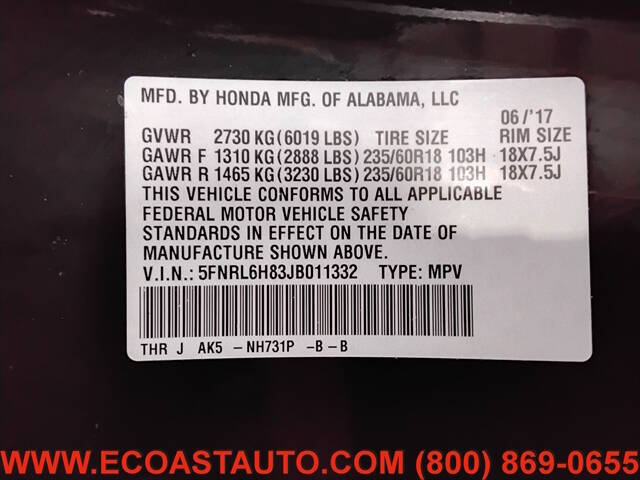 MFD. BY HONDA MFG. OF ALABAMA, LLC
06/'17
GVWR 2730 KG(6019 LBS) TIRE SIZE RIM SIZE
GAWR F 1310 KG(2888 LBS) 235/60R18 103H 18X7.5J
GAWR R 1465 KG(3230 LBS) 235/60R18 103H 18X7.5J
THIS VEHICLE CONFORMS TO ALL APPLICABLE
FEDERAL MOTOR VEHICLE SAFETY
STANDARDS IN EFFECT ON THE DATE OF
MANUFACTURE SHOWN ABOVE.
V.I.N.: 5FNRL6H83JB011332 TYPE: MPV
THR J AK5 -NH731P -B-B
WWW.ECOASTAUTO.COM (800) 869-0655